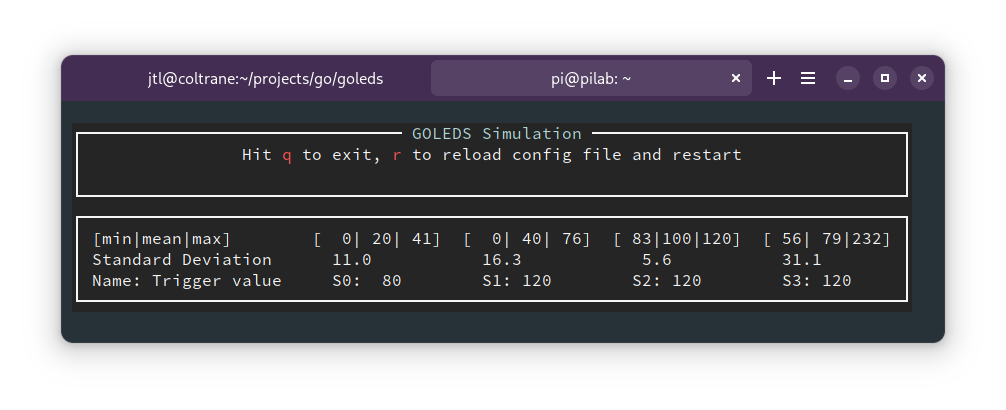 jtl@coltrane:~/projects/go/goleds pi@pilab: ~
GOLEDS Simulation
Hit q to exit, r to reload config file and restart
[min|mean|max] [  0| 20| 41] [  0| 40| 76] [ 83|100|120] [ 56| 79|232]
Standard Deviation 11.0 16.3 5.6 31.1
Name: Trigger value S0:  80 S1: 120 S2: 120 S3: 120